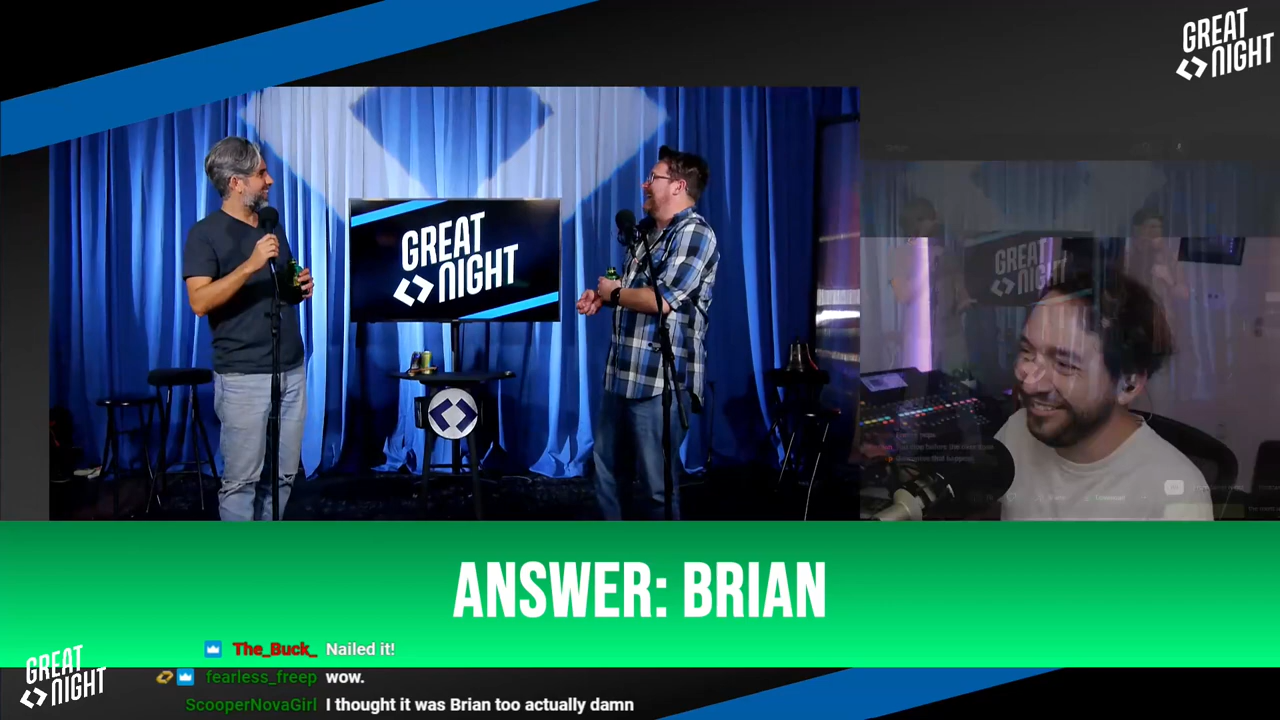 GREAT
NIGHT
GREAT
NIGHT
GREAT
NIGHT
ANSWER: BRIAN
The_Buck_ Nailed it!
GREAT
NIGHT
fearless_freep wow.
ScooperNovaGirl I thought it was Brian too actually damn